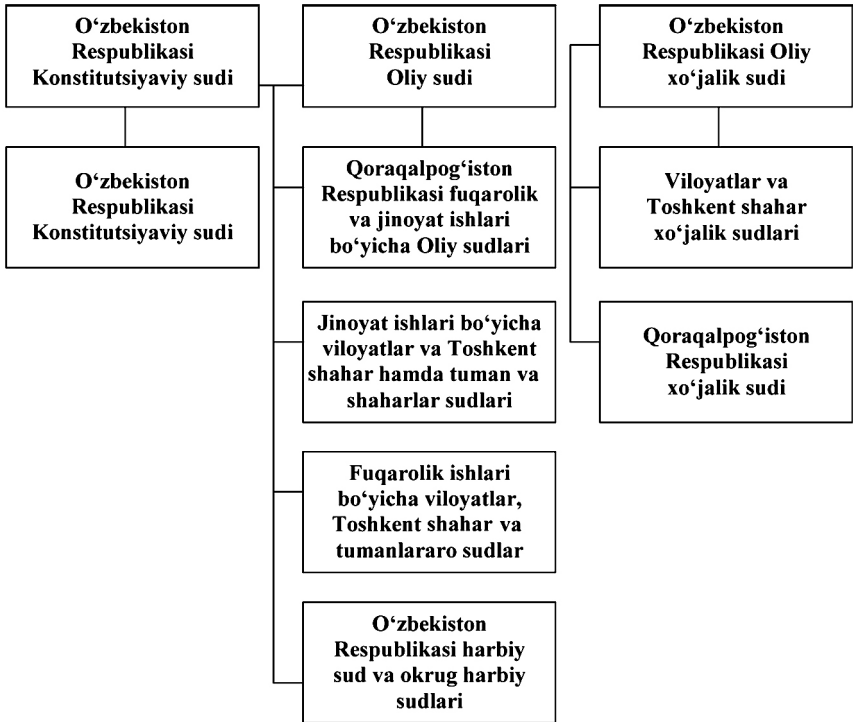 O‘zbekiston
Respublikasi
Konstitutsiyaviy sudi
O‘zbekiston
Respublikasi
Konstitutsiyaviy sudi
O‘zbekiston
Respublikasi
Oliy sudi
Qoraqalpog‘iston
Respublikasi fuqarolik
va jinoyat ishlari
bo‘yicha Oliy sudlari
Jinoyat ishlari bo‘yicha
viloyatlar va Toshkent
shahar hamda tuman va
shaharlar sudlari
Fuqarolik ishlari
bo‘yicha viloyatlar,
Toshkent shahar va
tumanlararo sudlar
O‘zbekiston
Respublikasi harbiy
sud va okrug harbiy
sudlari
O‘zbekiston
Respublikasi Oliy
xo‘jalik sudi
Viloyatlar va
Toshkent shahar
xo‘jalik sudlari
Qoraqalpog‘iston
Respublikasi
xo‘jalik sudi